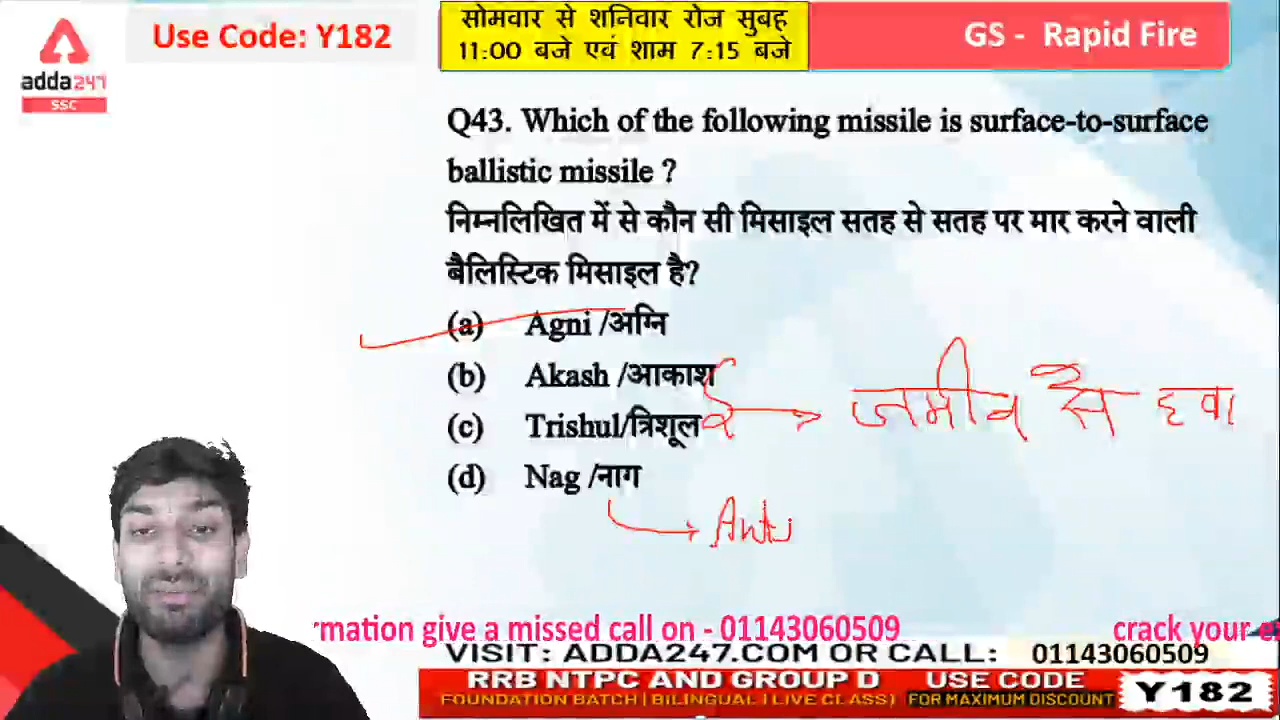 adda247
SSC
Use Code: Y182
सोमवार से शनिवार रोज सुबह
11:00 बजे एवं शाम 7:15 बजे
GS - Rapid Fire
Q43. Which of the following missile is surface-to-surface
ballistic missile ?
निम्नलिखित में से कौन सी मिसाइल सतह से सतह पर मार करने वाली
बैलिस्टिक मिसाइल है?
(a) Agni /अग्नि
(b) Akash /आकाश
(c) Trishul/त्रिशूल
जमीन से हवा
(d) Nag /नाग
Anti
rmation give a missed call on - 01143060509 crack your e
VISIT: ADDA247.COM OR CALL: 01143060509
RRB NTPC AND GROUP D
FOUNDATION BATCH | BILINGUAL | LIVE CLASS)
USE CODE
FOR MAXIMUM DISCOUNT
Y182